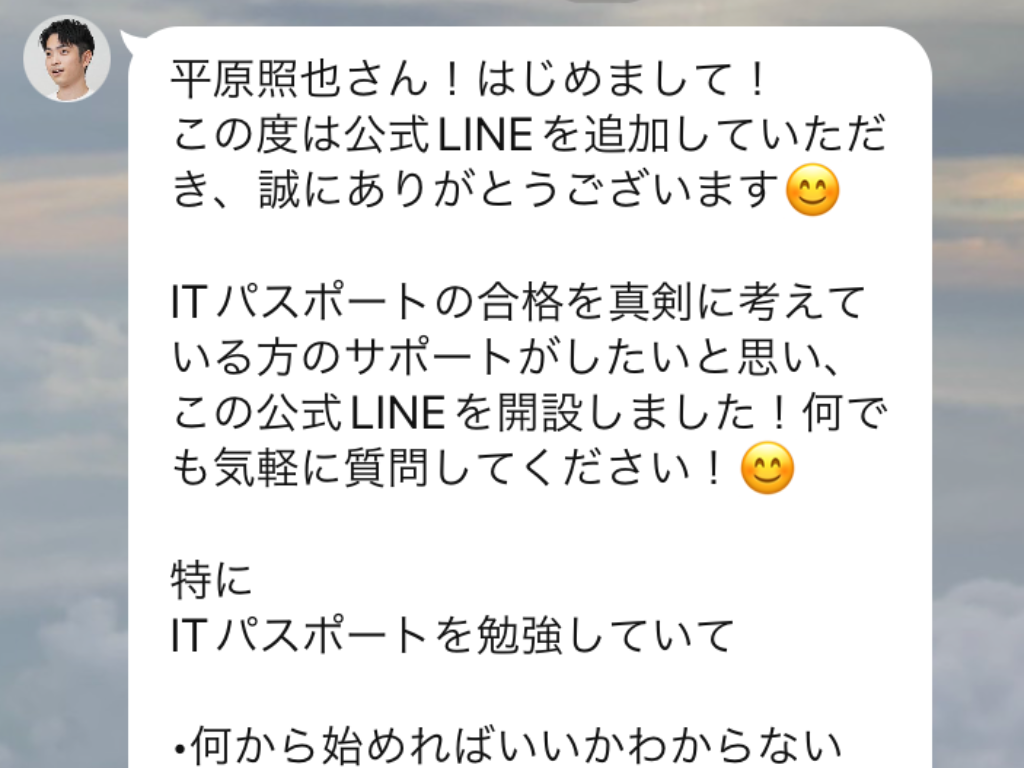 平原照也さん！はじめまして！
この度は公式LINEを追加していただ
き、誠にありがとうございます😊
ITパスポートの合格を真剣に考えて
いる方のサポートがしたいと思い、
この公式LINEを開設しました！何で
も気軽に質問してください！😊
特に
ITパスポートを勉強していて
•何から始めればいいかわからない